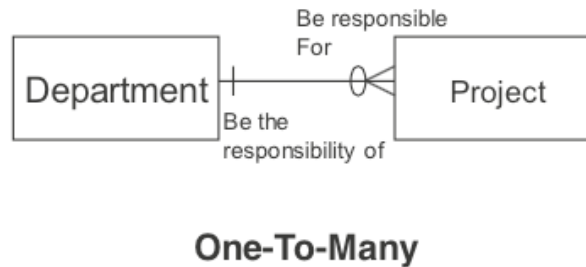 Be responsible
For
Department
Project
Be the
responsibility of
One-To-Many